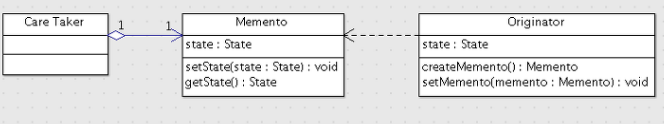 Care Taker
1
1
Memento
state : State
setState(state : State) : void
getState() : State
Originator
state : State
createMemento() : Memento
setMemento(memento : Memento) : void